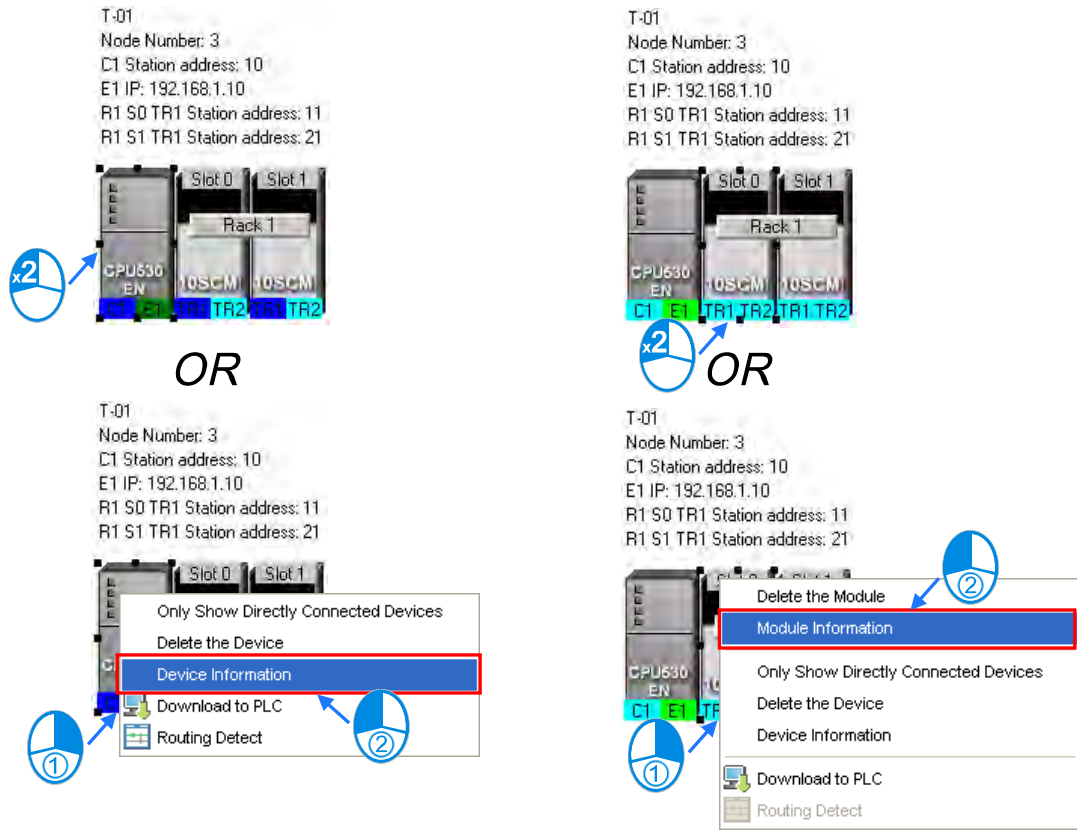 T-01
Node Number: 3
C1 Station address: 10
E1 IP: 192.168.1.10
R1 S0 TR1 Station address: 11
R1 S1 TR1 Station address: 21
Slot 0 Slot 1
Rack 1
x2
CPU530
EN
10SCM 10SCM
C1 E1 TR1 TR2 TR1 TR2
OR
T-01
Node Number: 3
C1 Station address: 10
E1 IP: 192.168.1.10
R1 S0 TR1 Station address: 11
R1 S1 TR1 Station address: 21
Slot 0 Slot 1
Only Show Directly Connected Devices
Delete the Device
Device Information
Download to PLC
Routing Detect
①
②
T-01
Node Number: 3
C1 Station address: 10
E1 IP: 192.168.1.10
R1 S0 TR1 Station address: 11
R1 S1 TR1 Station address: 21
Slot 0 Slot 1
Rack 1
CPU530
EN
10SCM 10SCM
C1 E1 TR1 TR2 TR1 TR2
x2
OR
T-01
Node Number: 3
C1 Station address: 10
E1 IP: 192.168.1.10
R1 S0 TR1 Station address: 11
R1 S1 TR1 Station address: 21
②
Delete the Module
Module Information
Only Show Directly Connected Devices
Delete the Device
Device Information
Download to PLC
Routing Detect
CPU530
EN
C1 E1
①